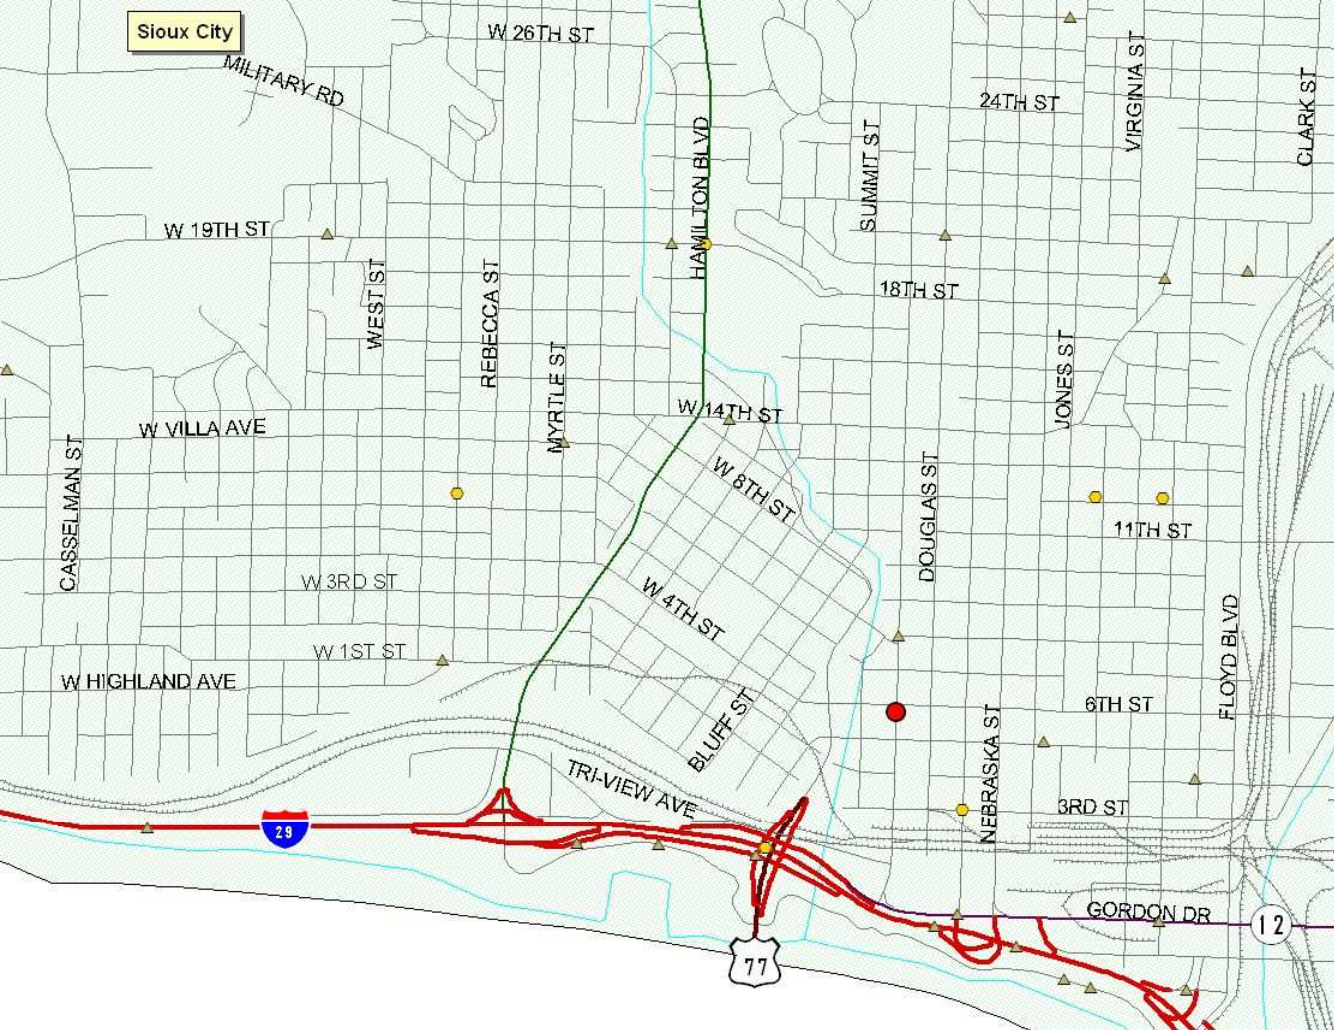 Sioux City
W 26TH ST
MILITARY RD
24TH ST
VIRGINIA ST
CLARK ST
HAMILTON BLVD
SUMMIT ST
W 19TH ST
WEST ST
REBECCA ST
18TH ST
MYRTLE ST
JONES ST
W 14TH ST
W VILLA AVE
CASSELMAN ST
W 8TH ST
DOUGLAS ST
11TH ST
W 3RD ST
W 4TH ST
FLOYD BLVD
W 1ST ST
W HIGHLAND AVE
BLUFF ST
6TH ST
NEBRASKA ST
TRI-VIEW AVE
3RD ST
29
GORDON DR
12
77